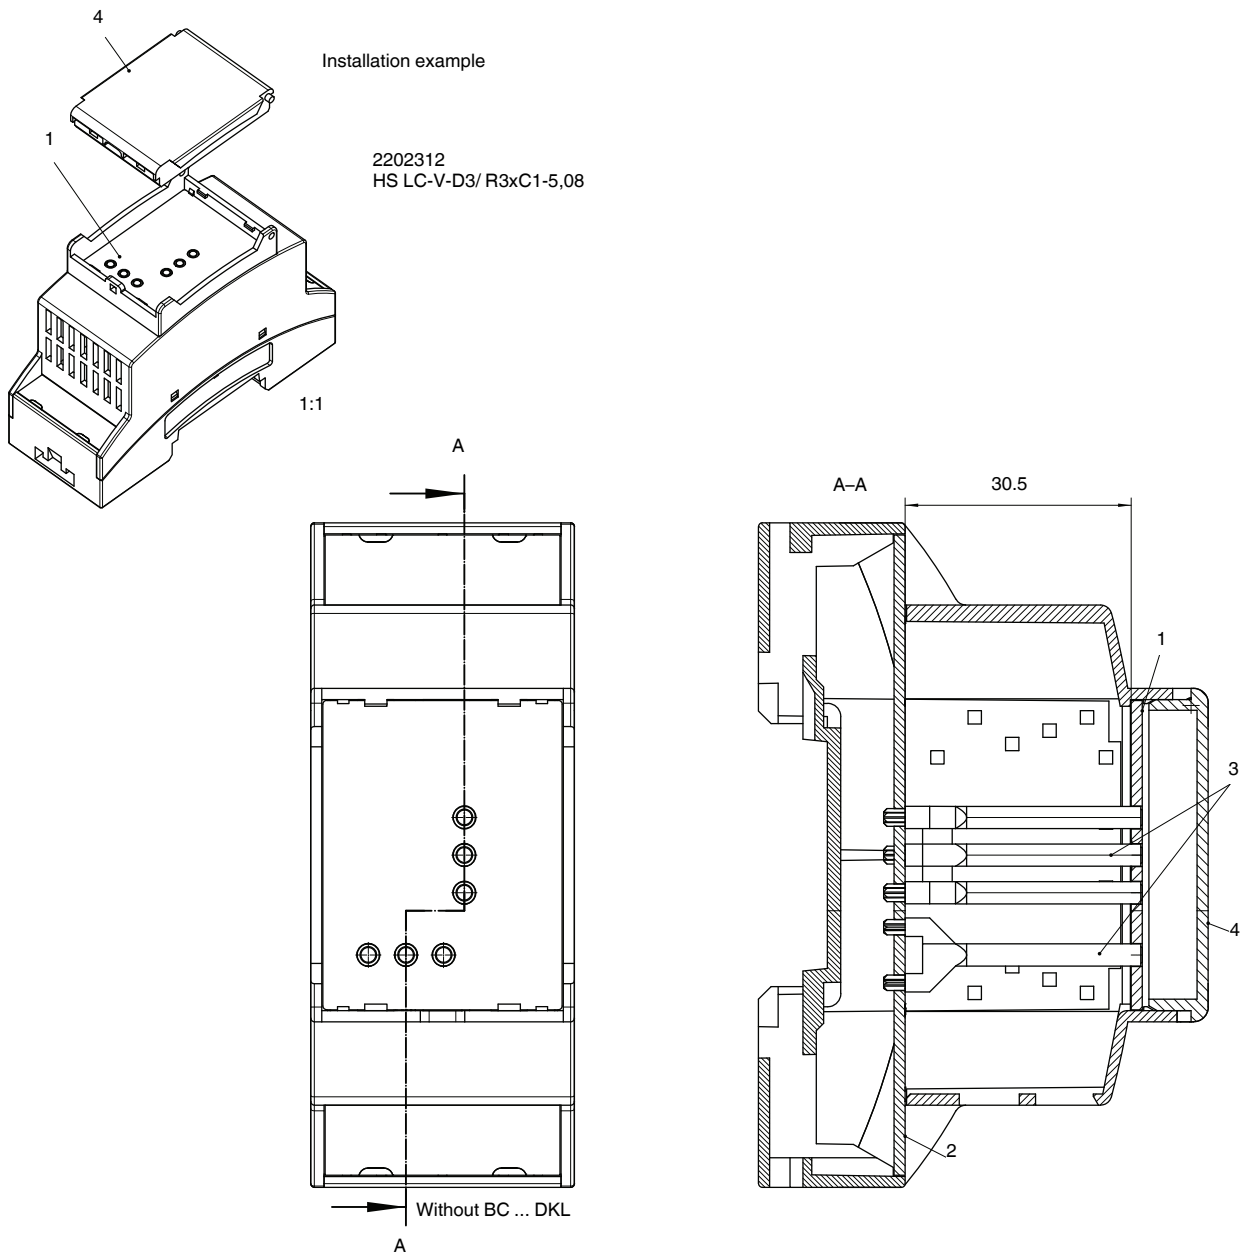 4
Installation example
1
2202312
HS LC-V-D3/ R3xC1-5,08
1:1
A
A–A
30.5
1
3
4
2
Without BC ... DKL
A